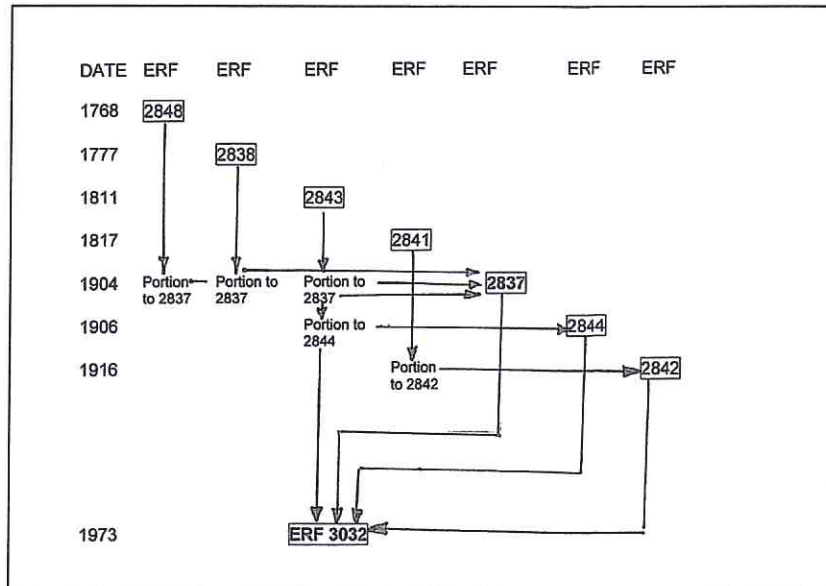 DATE ERF ERF ERF ERF ERF ERF ERF
1768 2848
1777 2838
1811 2843
1817 2841
1904 Portion to 2837 Portion to 2837 Portion to 2837 2837
1906 Portion to 2844 2844
1916 Portion to 2842 2842
1973 ERF 3032